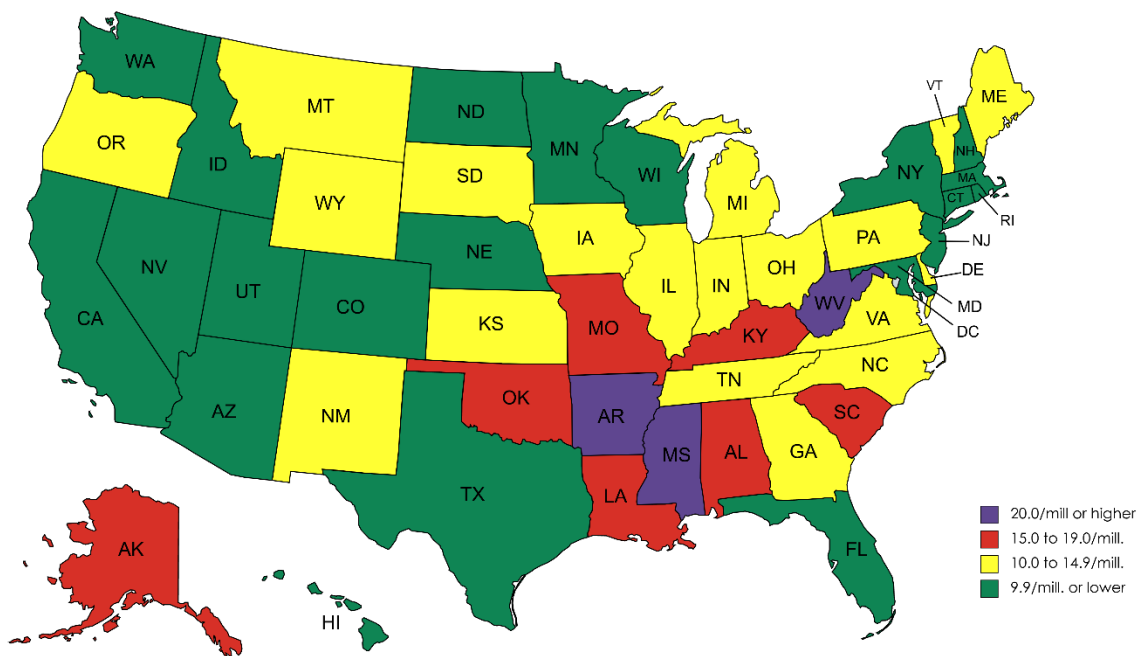 WA
MT
ND
MN
VT
ME
OR
ID
WY
SD
WI
MI
NY
NH
MA
CT
RI
NV
UT
CO
NE
IA
IL
IN
OH
PA
NJ
DE
MD
DC
CA
KS
MO
KY
WV
VA
AZ
NM
OK
AR
TN
NC
SC
TX
LA
MS
AL
GA
FL
AK
HI
20.0/mill or higher
15.0 to 19.0/mill.
10.0 to 14.9/mill.
9.9/mill. or lower